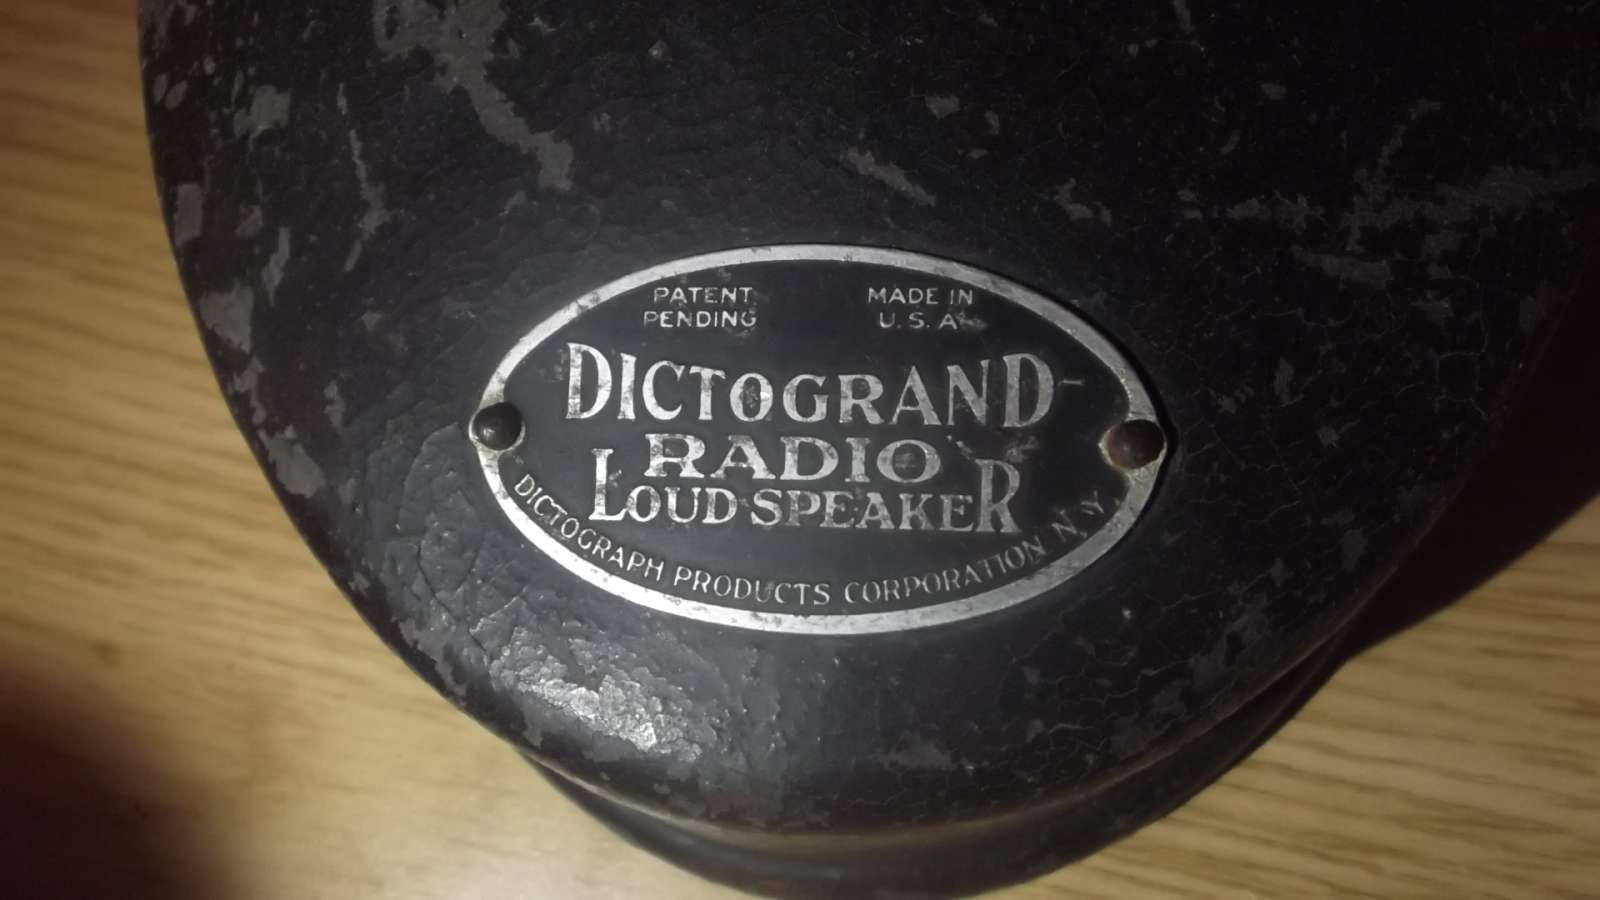 PATENT PENDING
MADE IN U.S.A.
DICTOGRAND
RADIO
LOUD SPEAKER
DICTOGRAPH PRODUCTS CORPORATION N.Y.